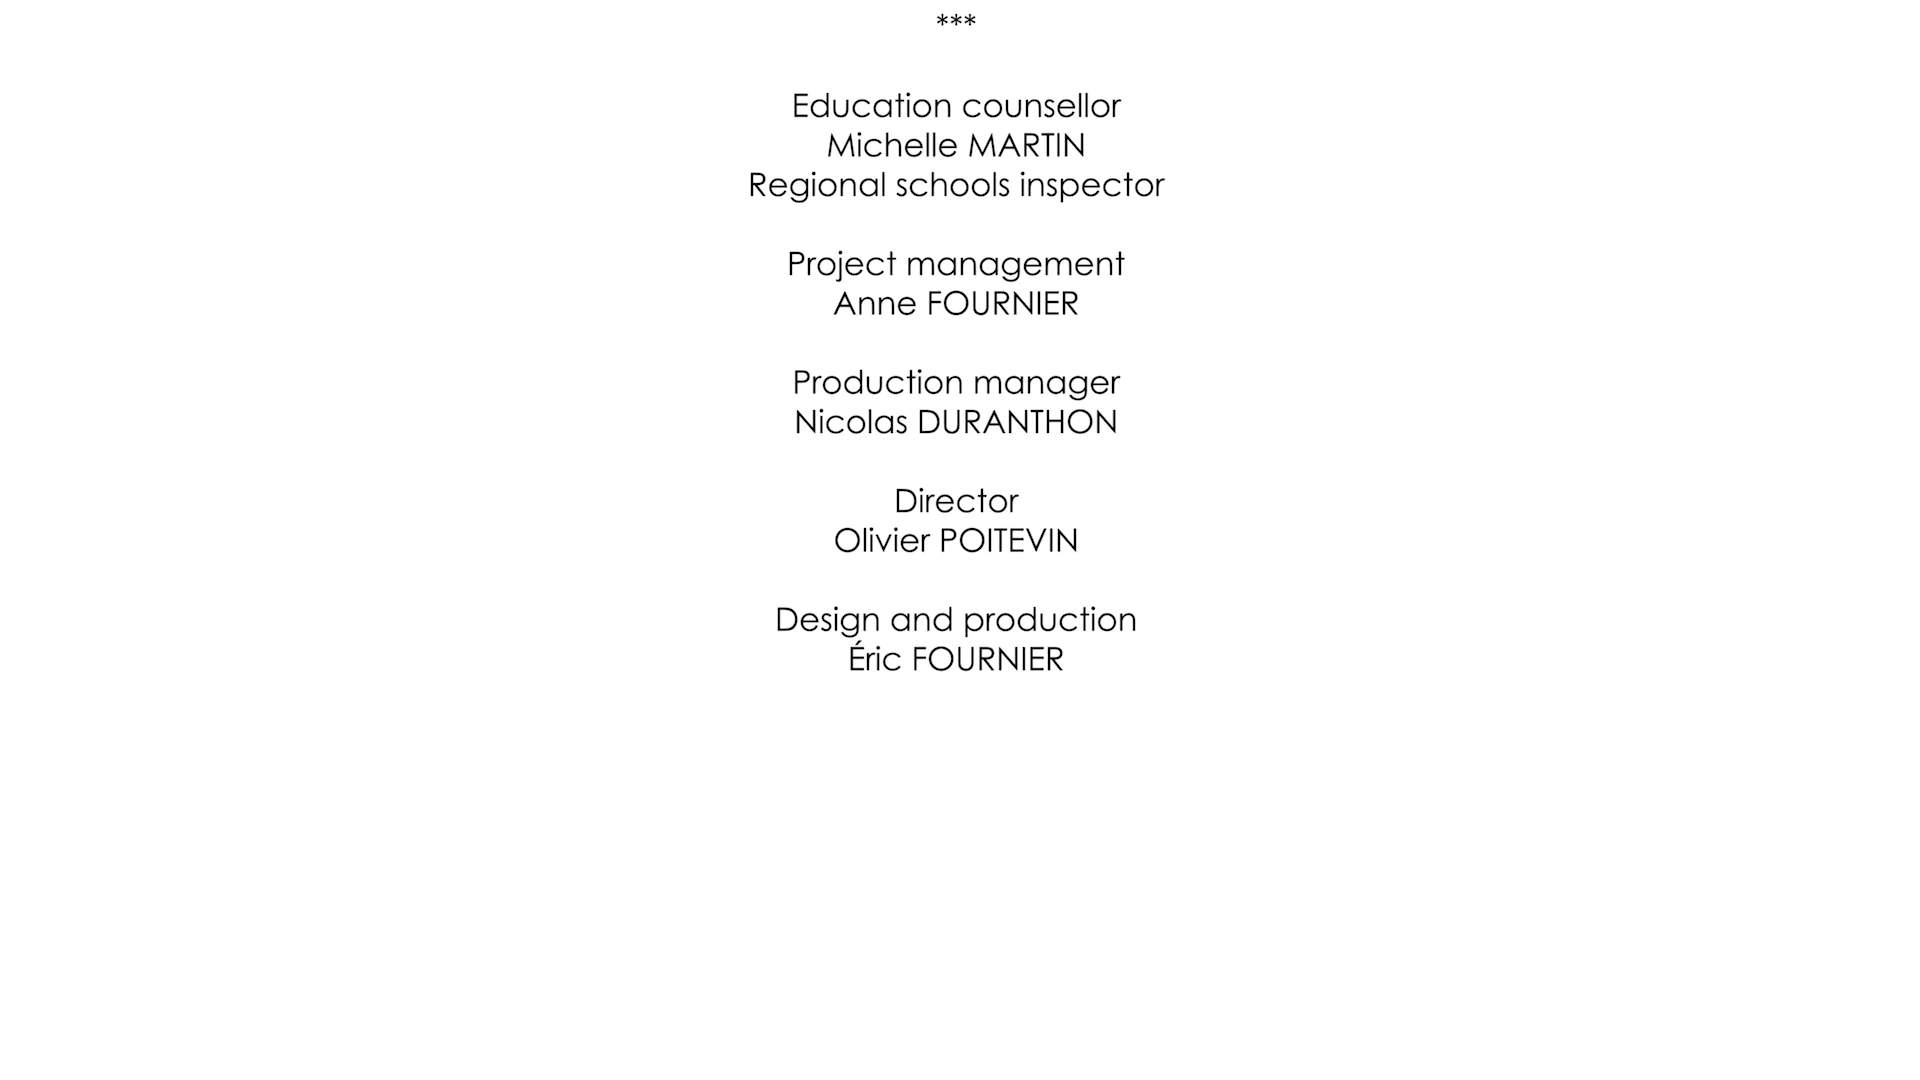 ***
Education counsellor
Michelle MARTIN
Regional schools inspector
Project management
Anne FOURNIER
Production manager
Nicolas DURANTHON
Director
Olivier POITEVIN
Design and production
Éric FOURNIER